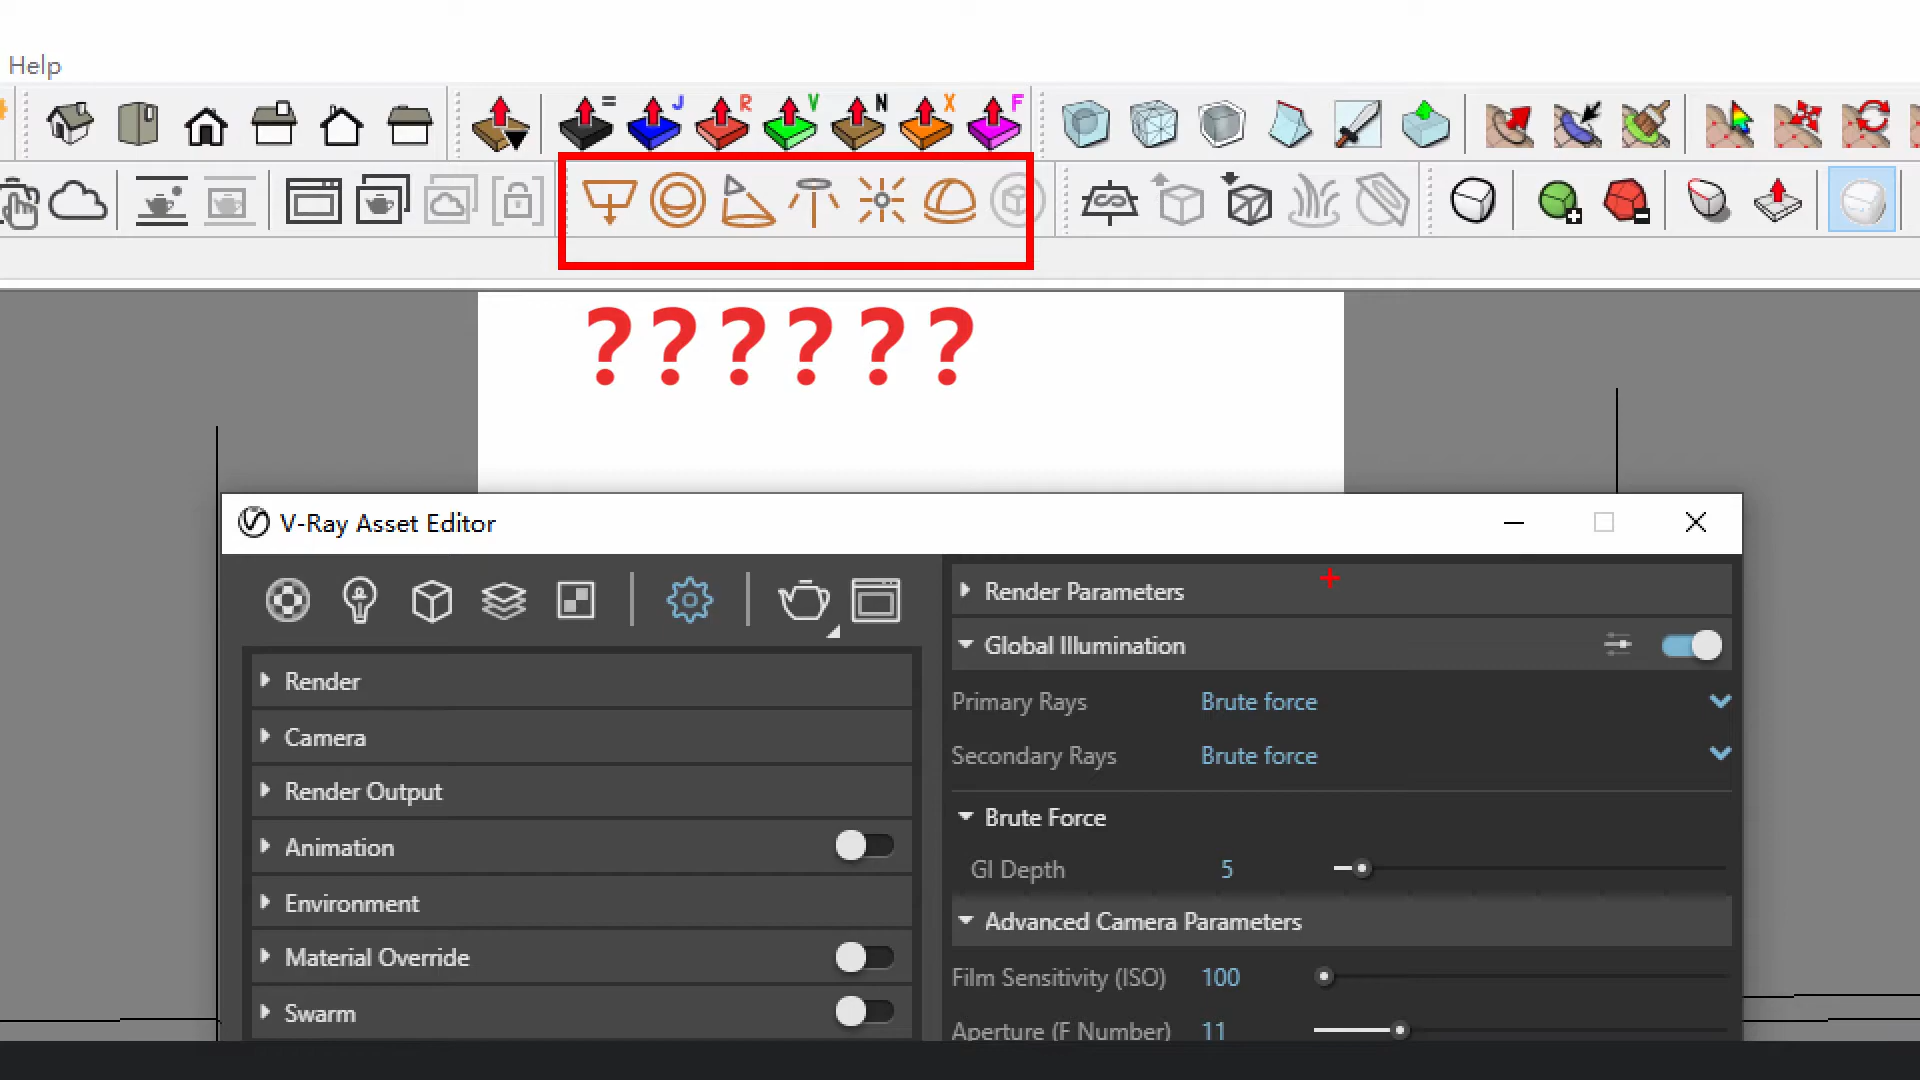 Help
= J R V N X F
??????
V-Ray Asset Editor
Render Parameters
Global Illumination
Primary Rays Brute force
Secondary Rays Brute force
Brute Force
GI Depth 5
Advanced Camera Parameters
Film Sensitivity (ISO) 100
Aperture (F Number) 11
Render
Camera
Render Output
Animation
Environment
Material Override
Swarm